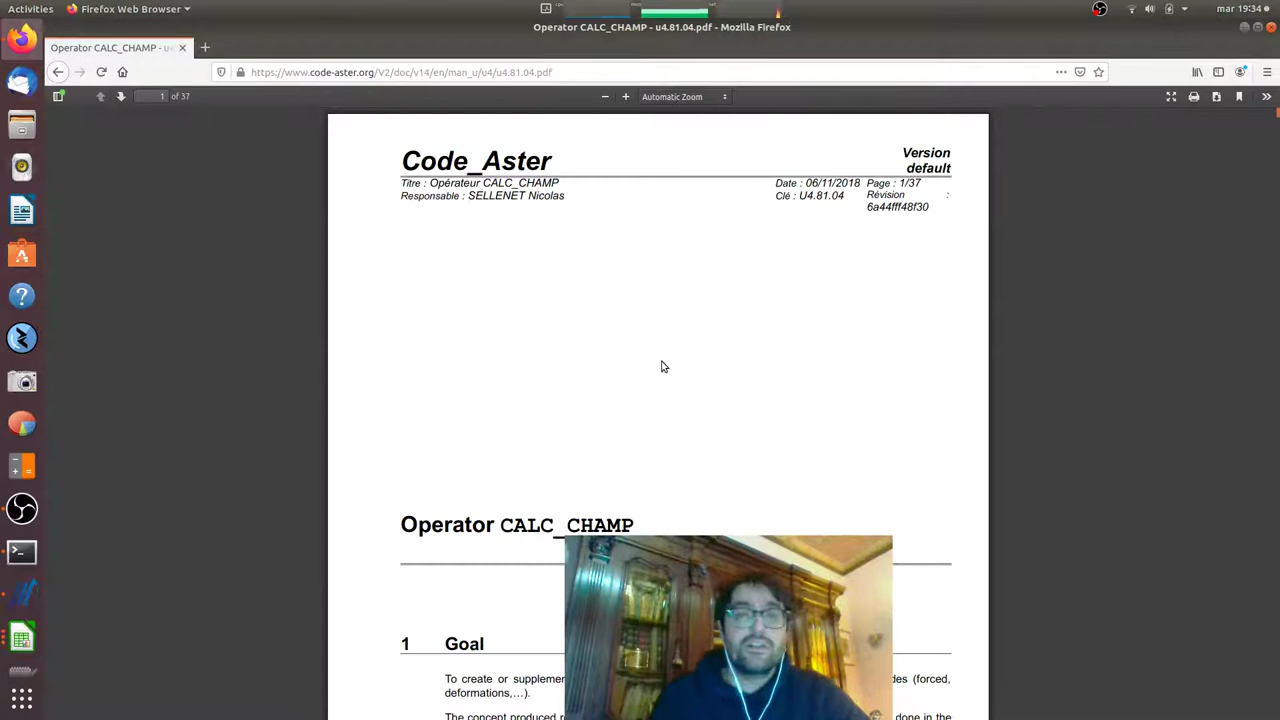 Activities
Firefox Web Browser
mar 19:34
Operator CALC_CHAMP - u4.81.04.pdf - Mozilla Firefox
Operator CALC_CHAMP - u4
https://www.code-aster.org/V2/doc/v14/en/man_u/u4/u4.81.04.pdf
1 of 37
Automatic Zoom
Code_Aster
Version
default
Titre : Opérateur CALC_CHAMP
Date : 06/11/2018 Page : 1/37
Responsable : SELLENET Nicolas
Clé : U4.81.04
Révision :
6a44fff48f30
Operator CALC_CHAMP
1 Goal
To create or supplement
des (forced,
deformations,...).
The concept produced
done in the